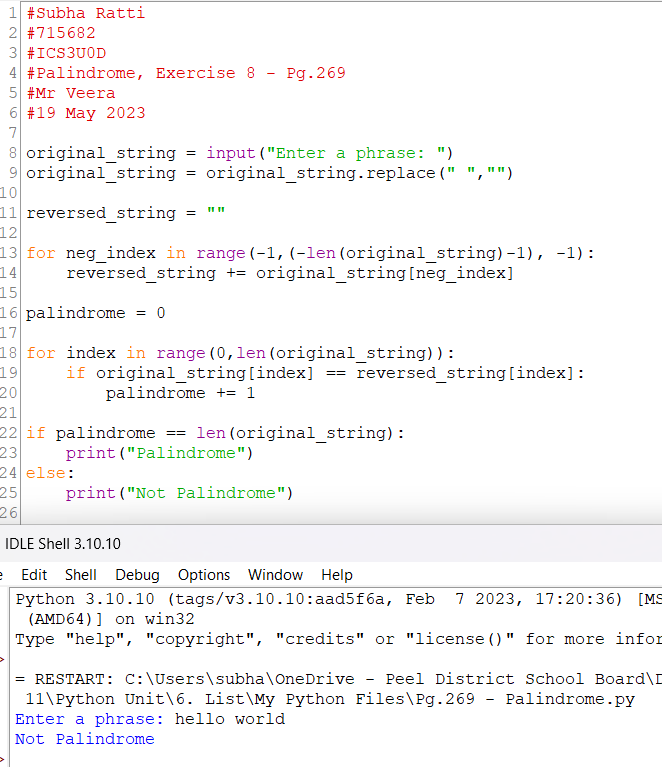 1 #Subha Ratti
2 #715682
3 #ICS3U0D
4 #Palindrome, Exercise 8 - Pg.269
5 #Mr Veera
6 #19 May 2023
7
8 original_string = input("Enter a phrase: ")
9 original_string = original_string.replace(" ","")
10
11 reversed_string = ""
12
13 for neg_index in range(-1,(-len(original_string)-1), -1):
14     reversed_string += original_string[neg_index]
15
16 palindrome = 0
17
18 for index in range(0,len(original_string)):
19     if original_string[index] == reversed_string[index]:
20         palindrome += 1
21
22 if palindrome == len(original_string):
23     print("Palindrome")
24 else:
25     print("Not Palindrome")
26
IDLE Shell 3.10.10
Edit Shell Debug Options Window Help
Python 3.10.10 (tags/v3.10.10:aad5f6a, Feb  7 2023, 17:20:36) [MS
(AMD64)] on win32
Type "help", "copyright", "credits" or "license()" for more infor
>
= RESTART: C:\Users\subha\OneDrive - Peel District School Board\
11\Python Unit\6. List\My Python Files\Pg.269 - Palindrome.py
Enter a phrase: hello world
Not Palindrome
>